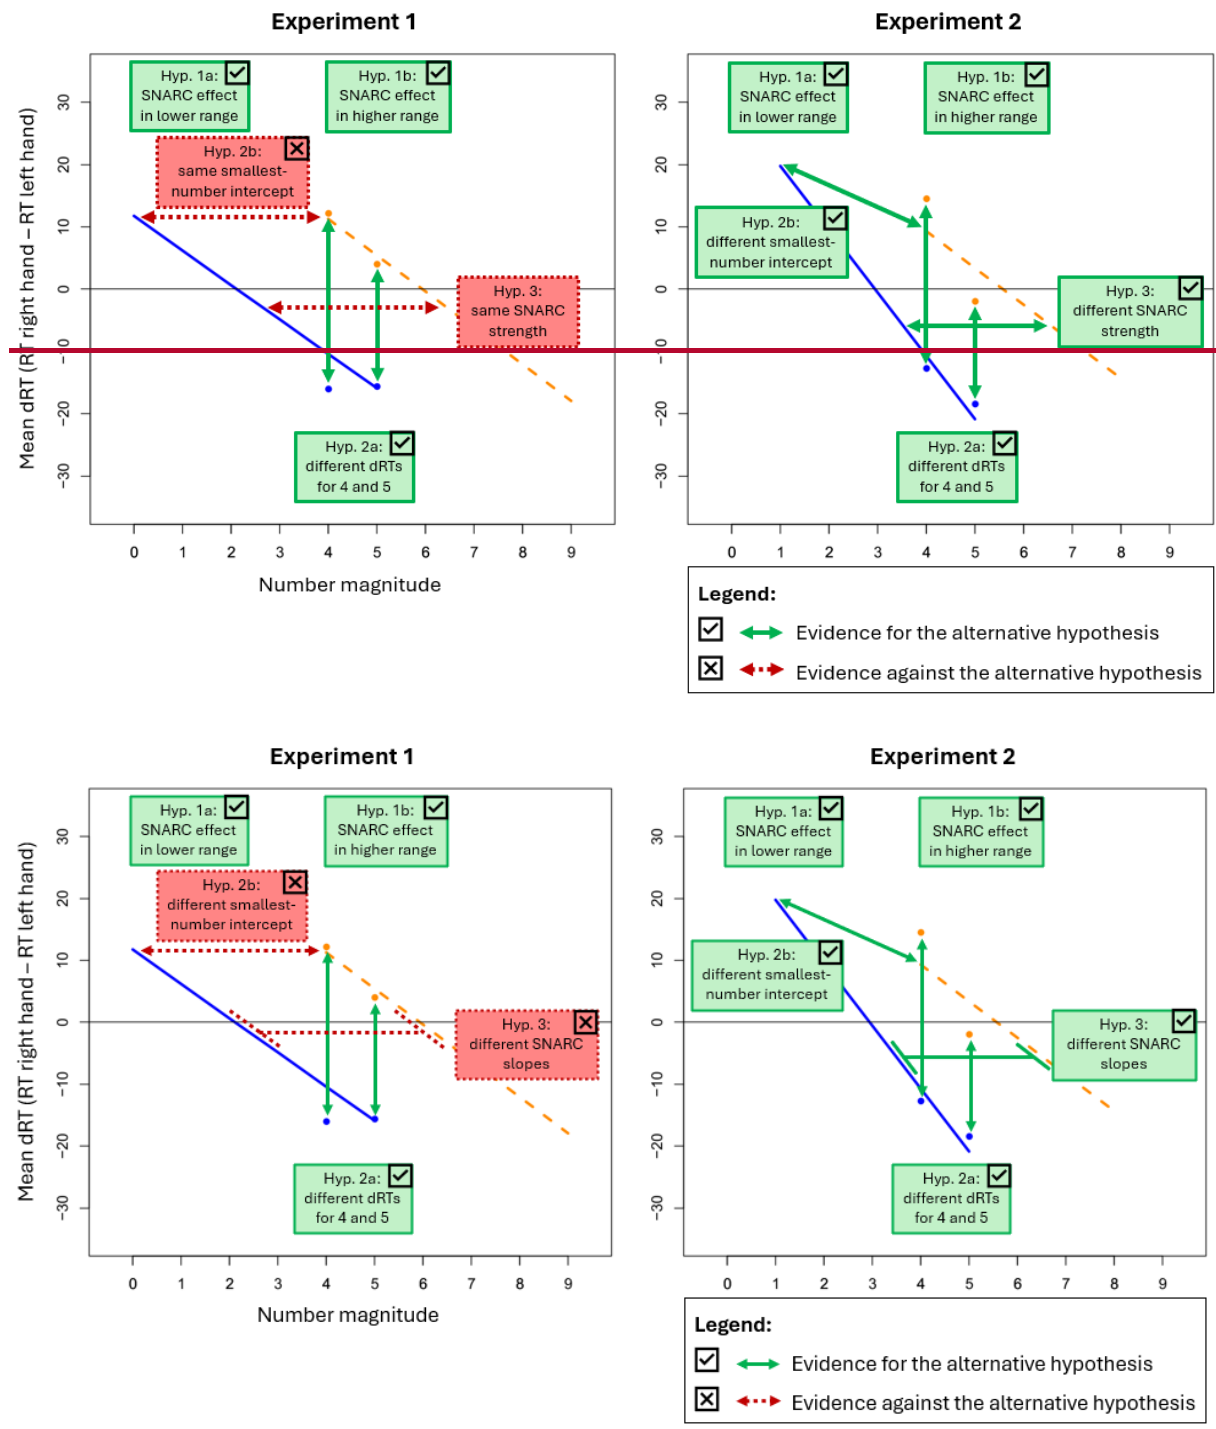 Experiment 1
Experiment 2
Hyp. 1a:
SNARC effect
in lower range
Hyp. 1b:
SNARC effect
in higher range
Hyp. 2b:
same smallest-
number intercept
Hyp. 3:
same SNARC
strength
Hyp. 2a:
different dRTs
for 4 and 5
Mean dRT (RT right hand – RT left hand)
30
20
10
0
−10
−20
−30
0 1 2 3 4 5 6 7 8 9
Number magnitude
Hyp. 1a:
SNARC effect
in lower range
Hyp. 1b:
SNARC effect
in higher range
Hyp. 2b:
different smallest-
number intercept
Hyp. 3:
different SNARC
strength
Hyp. 2a:
different dRTs
for 4 and 5
30
20
10
0
−10
−20
−30
0 1 2 3 4 5 6 7 8 9
Legend:
Evidence for the alternative hypothesis
Evidence against the alternative hypothesis
Experiment 1
Experiment 2
Hyp. 1a:
SNARC effect
in lower range
Hyp. 1b:
SNARC effect
in higher range
Hyp. 2b:
different smallest-
number intercept
Hyp. 3:
different SNARC
slopes
Hyp. 2a:
different dRTs
for 4 and 5
Mean dRT (RT right hand – RT left hand)
30
20
10
0
−10
−20
−30
0 1 2 3 4 5 6 7 8 9
Number magnitude
Hyp. 1a:
SNARC effect
in lower range
Hyp. 1b:
SNARC effect
in higher range
Hyp. 2b:
different smallest-
number intercept
Hyp. 3:
different SNARC
slopes
Hyp. 2a:
different dRTs
for 4 and 5
30
20
10
0
−10
−20
−30
0 1 2 3 4 5 6 7 8 9
Legend:
Evidence for the alternative hypothesis
Evidence against the alternative hypothesis